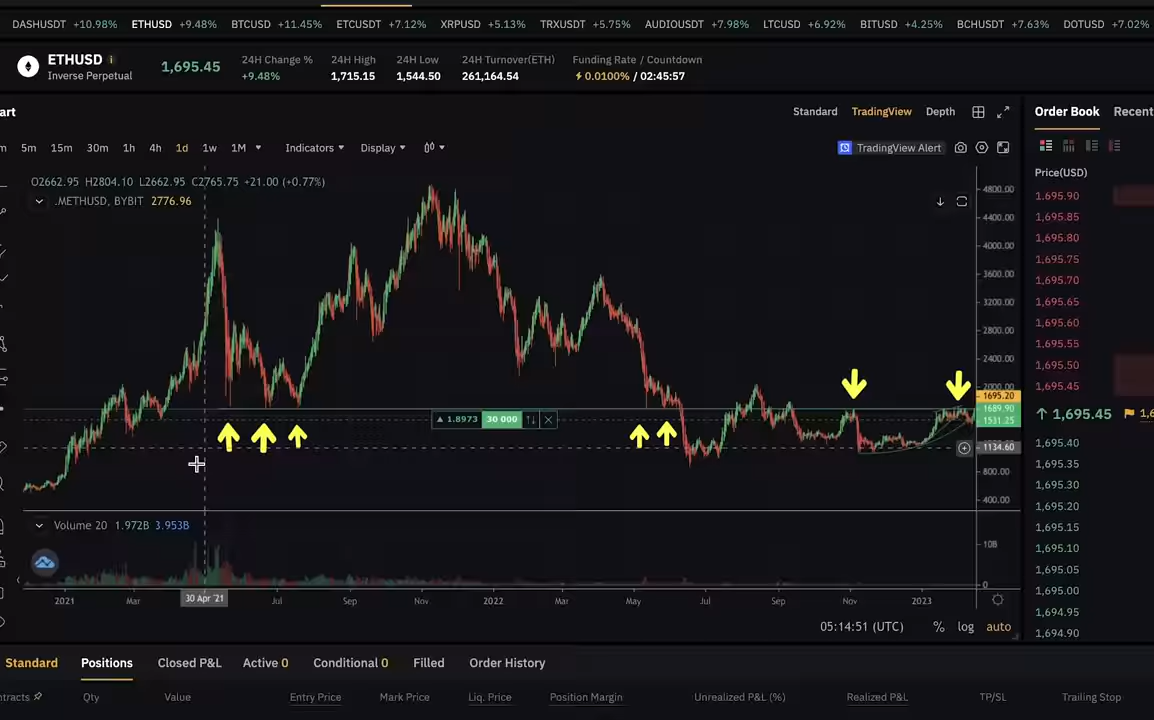 DASHUSDT +10.98% ETHUSD +9.48% BTCUSD +11.45% ETCUSDT +7.12% XRPUSD +5.13% TRXUSDT +5.75% AUDIOUSDT +7.98% LTCUSD +6.92% BITUSD +4.25% BCHUSDT +7.63% DOTUSD +7.02%
ETHUSD
Inverse Perpetual
1,695.45
24H Change %
+9.48%
24H High
1,715.15
24H Low
1,544.50
24H Turnover(ETH)
261,164.54
Funding Rate / Countdown
0.0100% / 02:45:57
art
Standard TradingView Depth
Order Book Recent
m 5m 15m 30m 1h 4h 1d 1w 1M Indicators Display
TradingView Alert
O2662.95 H2804.10 L2662.95 C2765.75 +21.00 (+0.77%)
.METHUSD, BYBIT 2776.96
Price(USD)
1,695.90
1,695.85
1,695.80
1,695.75
1,695.70
1,695.65
1,695.60
1,695.55
1,695.50
1,695.45
1,695.45 1,6
1,695.40
1,695.35
1,695.30
1,695.20
1,695.15
1,695.10
1,695.05
1,695.00
1,694.95
1,694.90
4800.00
4400.00
4000.00
3600.00
3200.00
2800.00
2400.00
2000.00
1695.20
1689.90
1531.25
1134.60
800.00
400.00
1.8973 30 000
Volume 20 1.972B 3.953B
10B
0
2021 Mar 30 Apr '21 Jul Sep Nov 2022 Mar May Jul Sep Nov 2023
05:14:51 (UTC) % log auto
Standard Positions Closed P&L Active 0 Conditional 0 Filled Order History
ntracts Qty Value Entry Price Mark Price Liq. Price Position Margin Unrealized P&L (%) Realized P&L TP/SL Trailing Stop